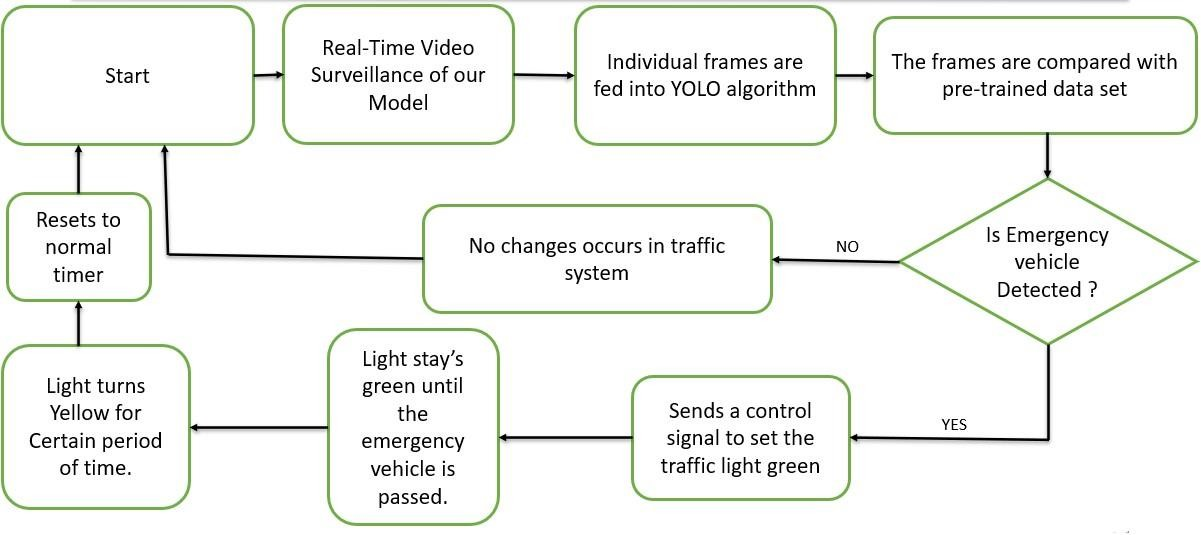 Start
Real-Time Video
Surveillance of our
Model
Individual frames are
fed into YOLO algorithm
The frames are compared with
pre-trained data set
Is Emergency
vehicle
Detected ?
NO
No changes occurs in traffic
system
YES
Sends a control
signal to set the
traffic light green
Light stay’s
green until
the
emergency
vehicle is
passed.
Light turns
Yellow for
Certain period
of time.
Resets to
normal
timer